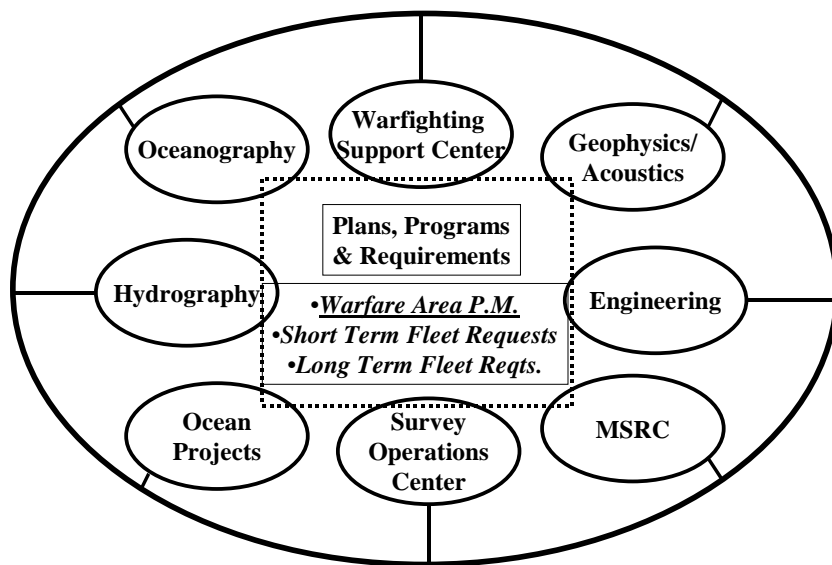 Oceanography
Warfighting
Support Center
Geophysics/
Acoustics
Plans, Programs
& Requirements
Hydrography
•Warfare Area P.M.
•Short Term Fleet Requests
•Long Term Fleet Reqts.
Engineering
Ocean
Projects
Survey
Operations
Center
MSRC